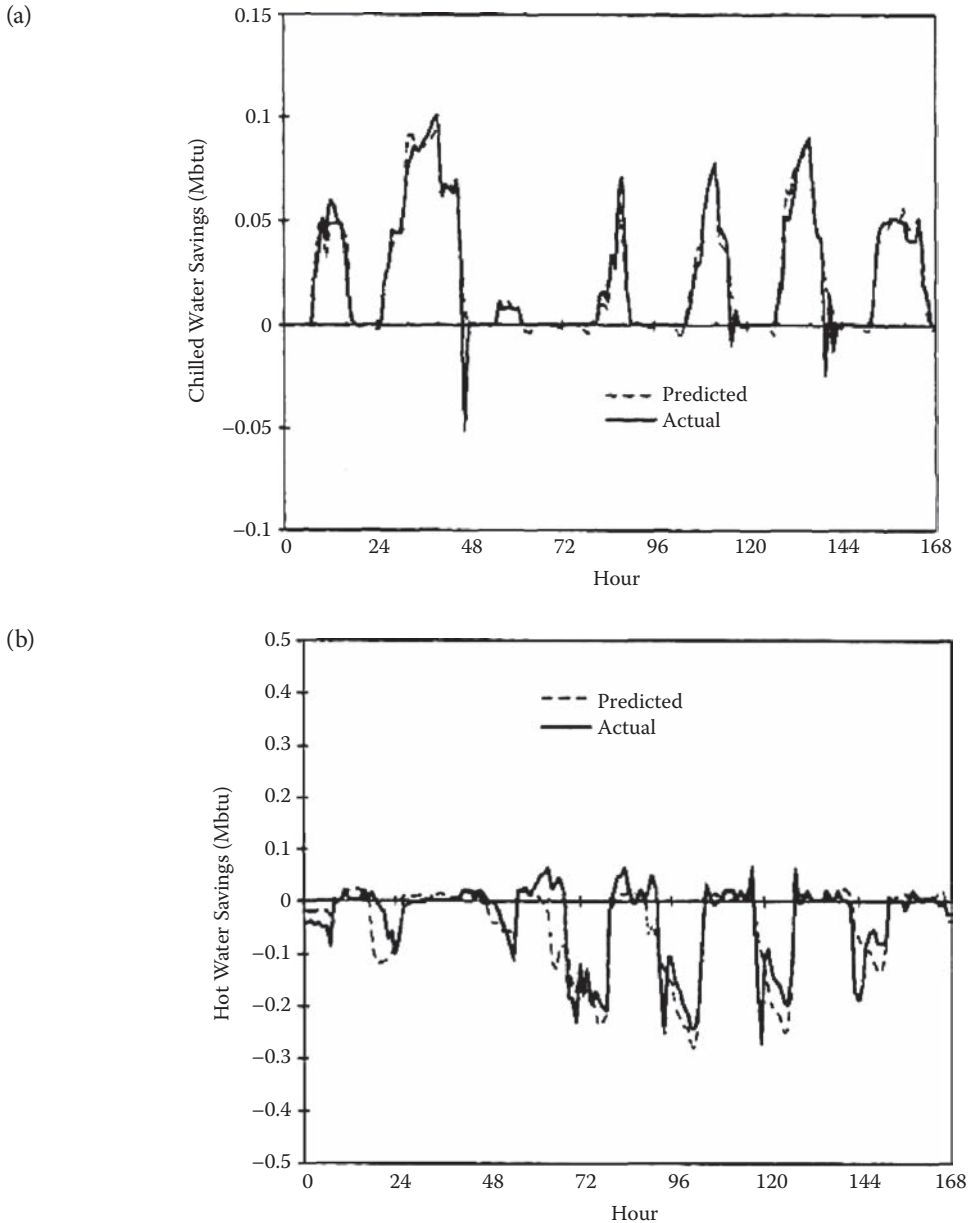 (a)
0.15
0.1
0.05
0
−0.05
−0.1
Chilled Water Savings (Mbtu)
Predicted
Actual
0 24 48 72 96 120 144 168
Hour
(b)
0.5
0.4
0.3
0.2
0.1
0
−0.1
−0.2
−0.3
−0.4
−0.5
Hot Water Savings (Mbtu)
Predicted
Actual
0 24 48 72 96 120 144 168
Hour